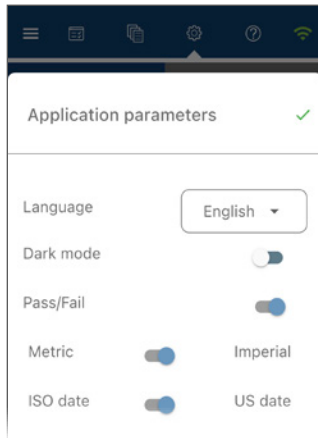 Application parameters
Language English
Dark mode
Pass/Fail
Metric Imperial
ISO date US date